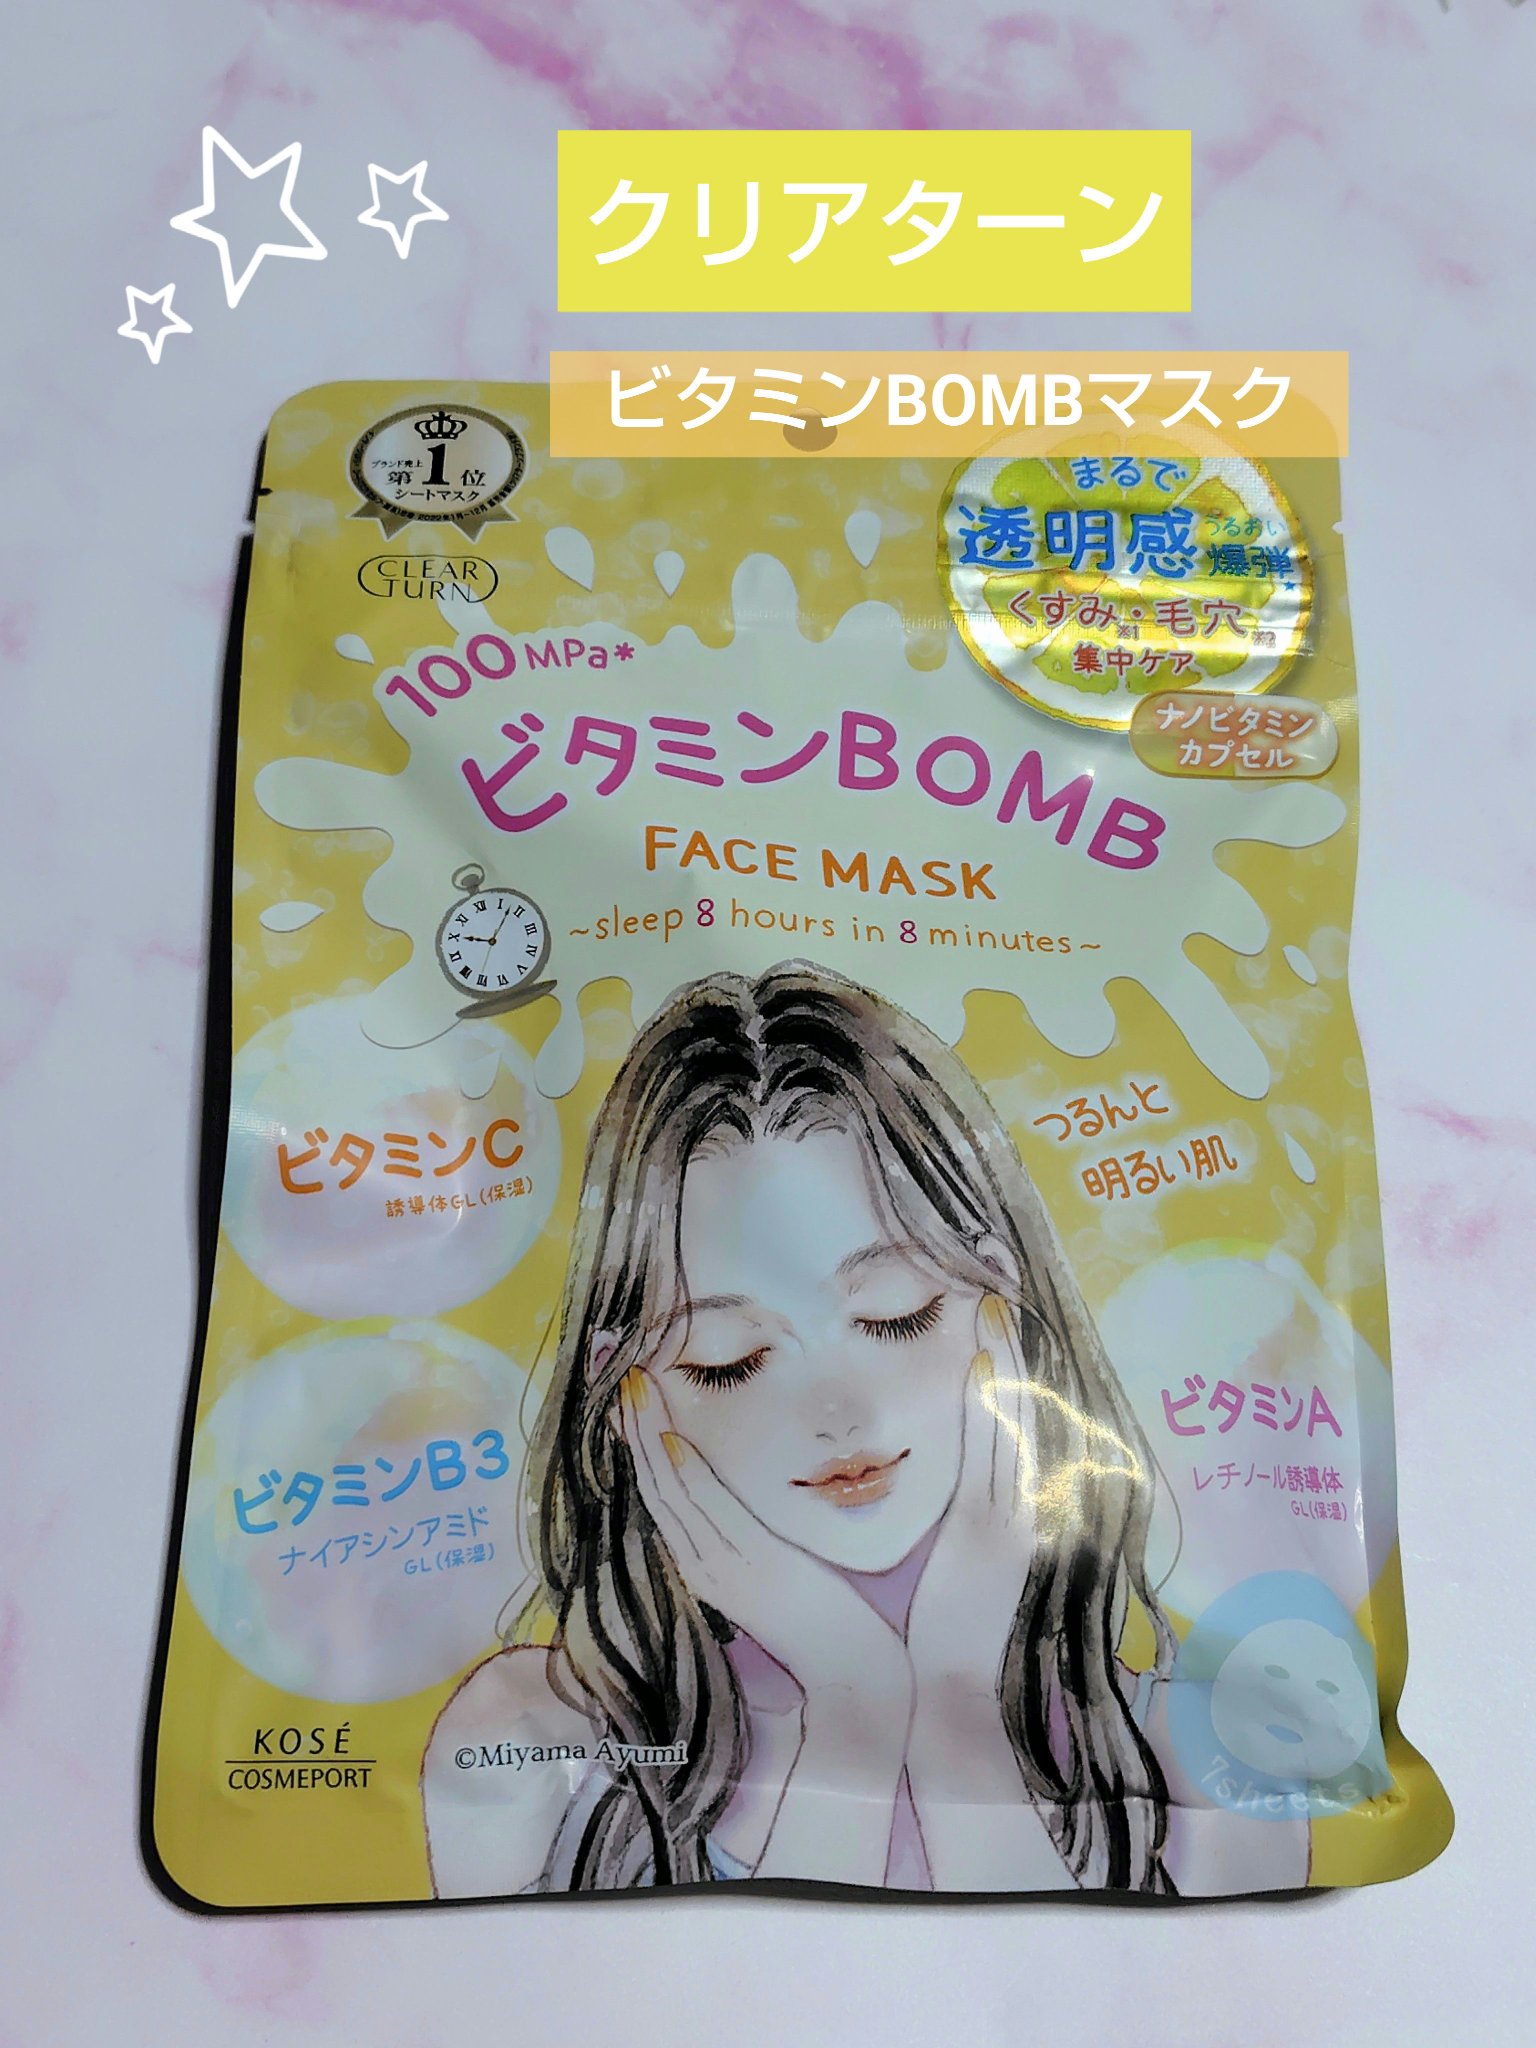 クリアターン
ビタミンBOMBマスク
ブランド売上
第1位
シートマスク
CLEAR
TURN
まるで
透明感
うるおい
爆弾*
くすみ※1・毛穴※2
集中ケア
ナノビタミン
カプセル
100MPa*
ビタミンBOMB
FACE MASK
~sleep 8 hours in 8 minutes~
つるんと
明るい肌
ビタミンC
誘導体GL(保湿)
ビタミンB3
ナイアシンアミド
GL(保湿)
ビタミンA
レチノール誘導体
GL(保湿)
KOSÉ
COSMEPORT
©Miyama Ayumi
7sheets